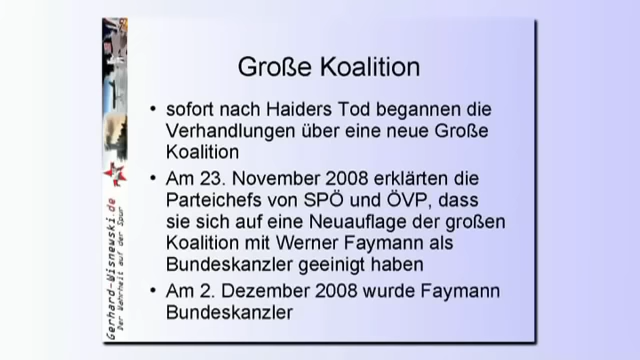 Große Koalition
• sofort nach Haiders Tod begannen die
Verhandlungen über eine neue Große
Koalition
• Am 23. November 2008 erklärten die
Parteichefs von SPÖ und ÖVP, dass
sie sich auf eine Neuauflage der großen
Koalition mit Werner Faymann als
Bundeskanzler geeinigt haben
• Am 2. Dezember 2008 wurde Faymann
Bundeskanzler
Gerhard-Wisnewski.de
Der Wahrheit auf der Spur